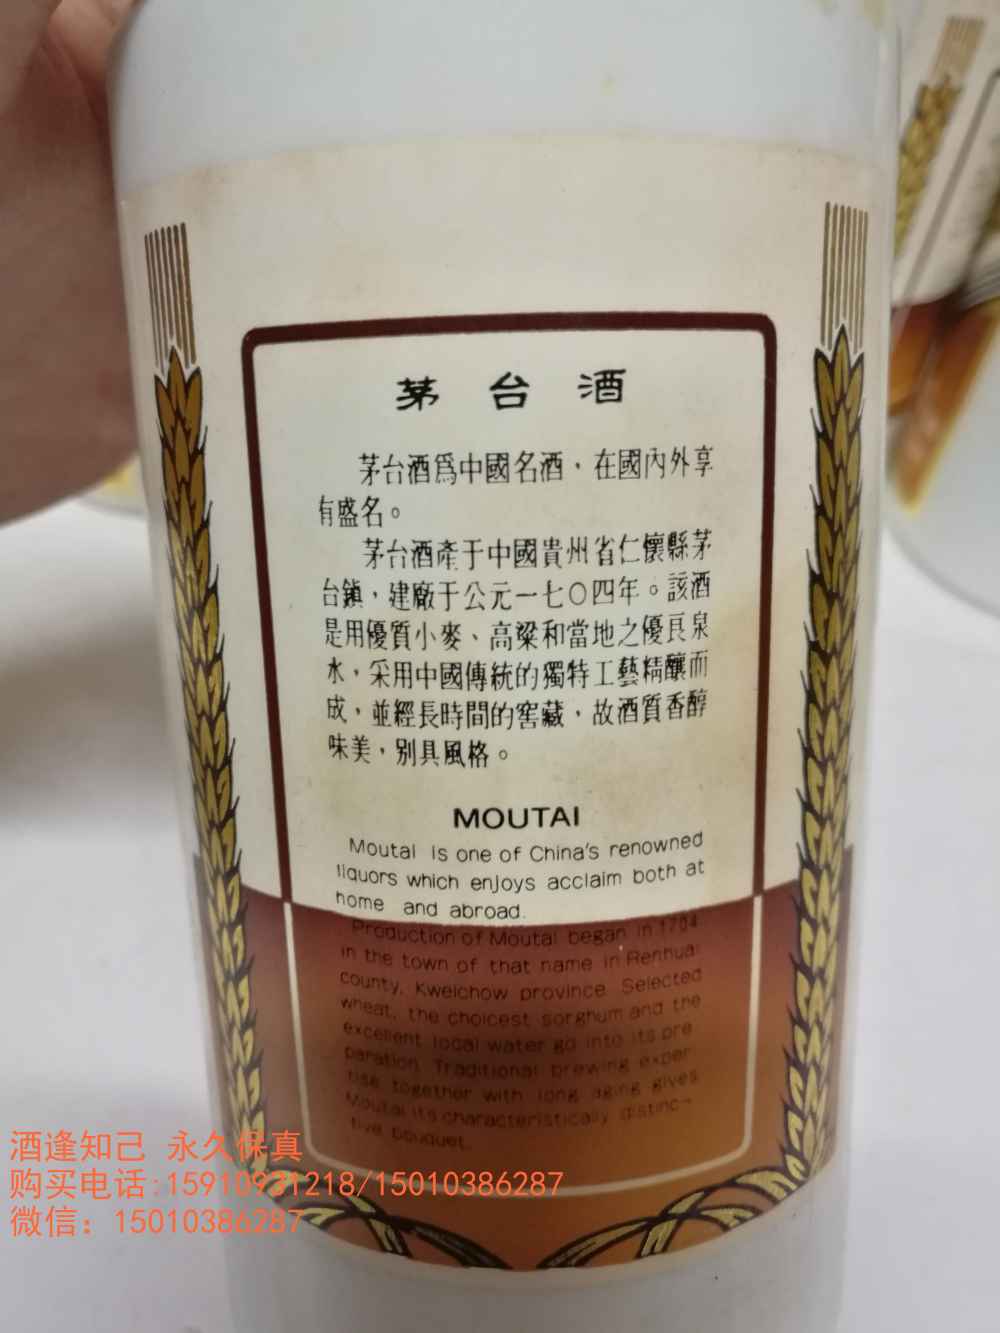 茅台酒
茅台酒爲中國名酒，在國內外享
有盛名。
茅台酒產于中國貴州省仁懷縣茅
台鎮，建廠于公元一七〇四年。該酒
是用優質小麥、高粱和當地之優良泉
水，采用中國傳統的獨特工藝精釀而
成，並經長時間的窖藏，故酒質香醇
味美，别具風格。
MOUTAI
Moutai is one of China's renowned
liquors which enjoys acclaim both at
home and abroad.
Production of Moutai began in 1704
in the town of that name in Renhuai
county, Kweichow province. Selected
wheat, the choicest sorghum and the
excellent local water go into its pre-
paration. Traditional brewing exper-
tise together with long aging gives
Moutai its characteristically distinc-
tive bouquet.
酒逢知己 永久保真
购买电话:15910931218/15010386287
微信：15010386287